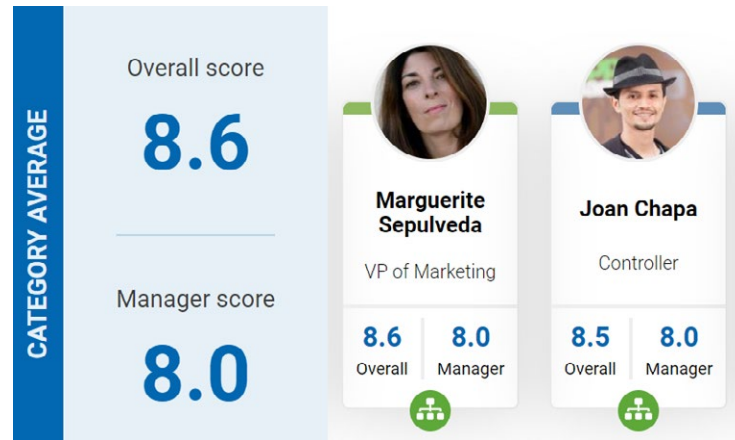 CATEGORY AVERAGE
Overall score
8.6
Manager score
8.0
Marguerite
Sepulveda
VP of Marketing
8.6 8.0
Overall Manager
Joan Chapa
Controller
8.5 8.0
Overall Manager